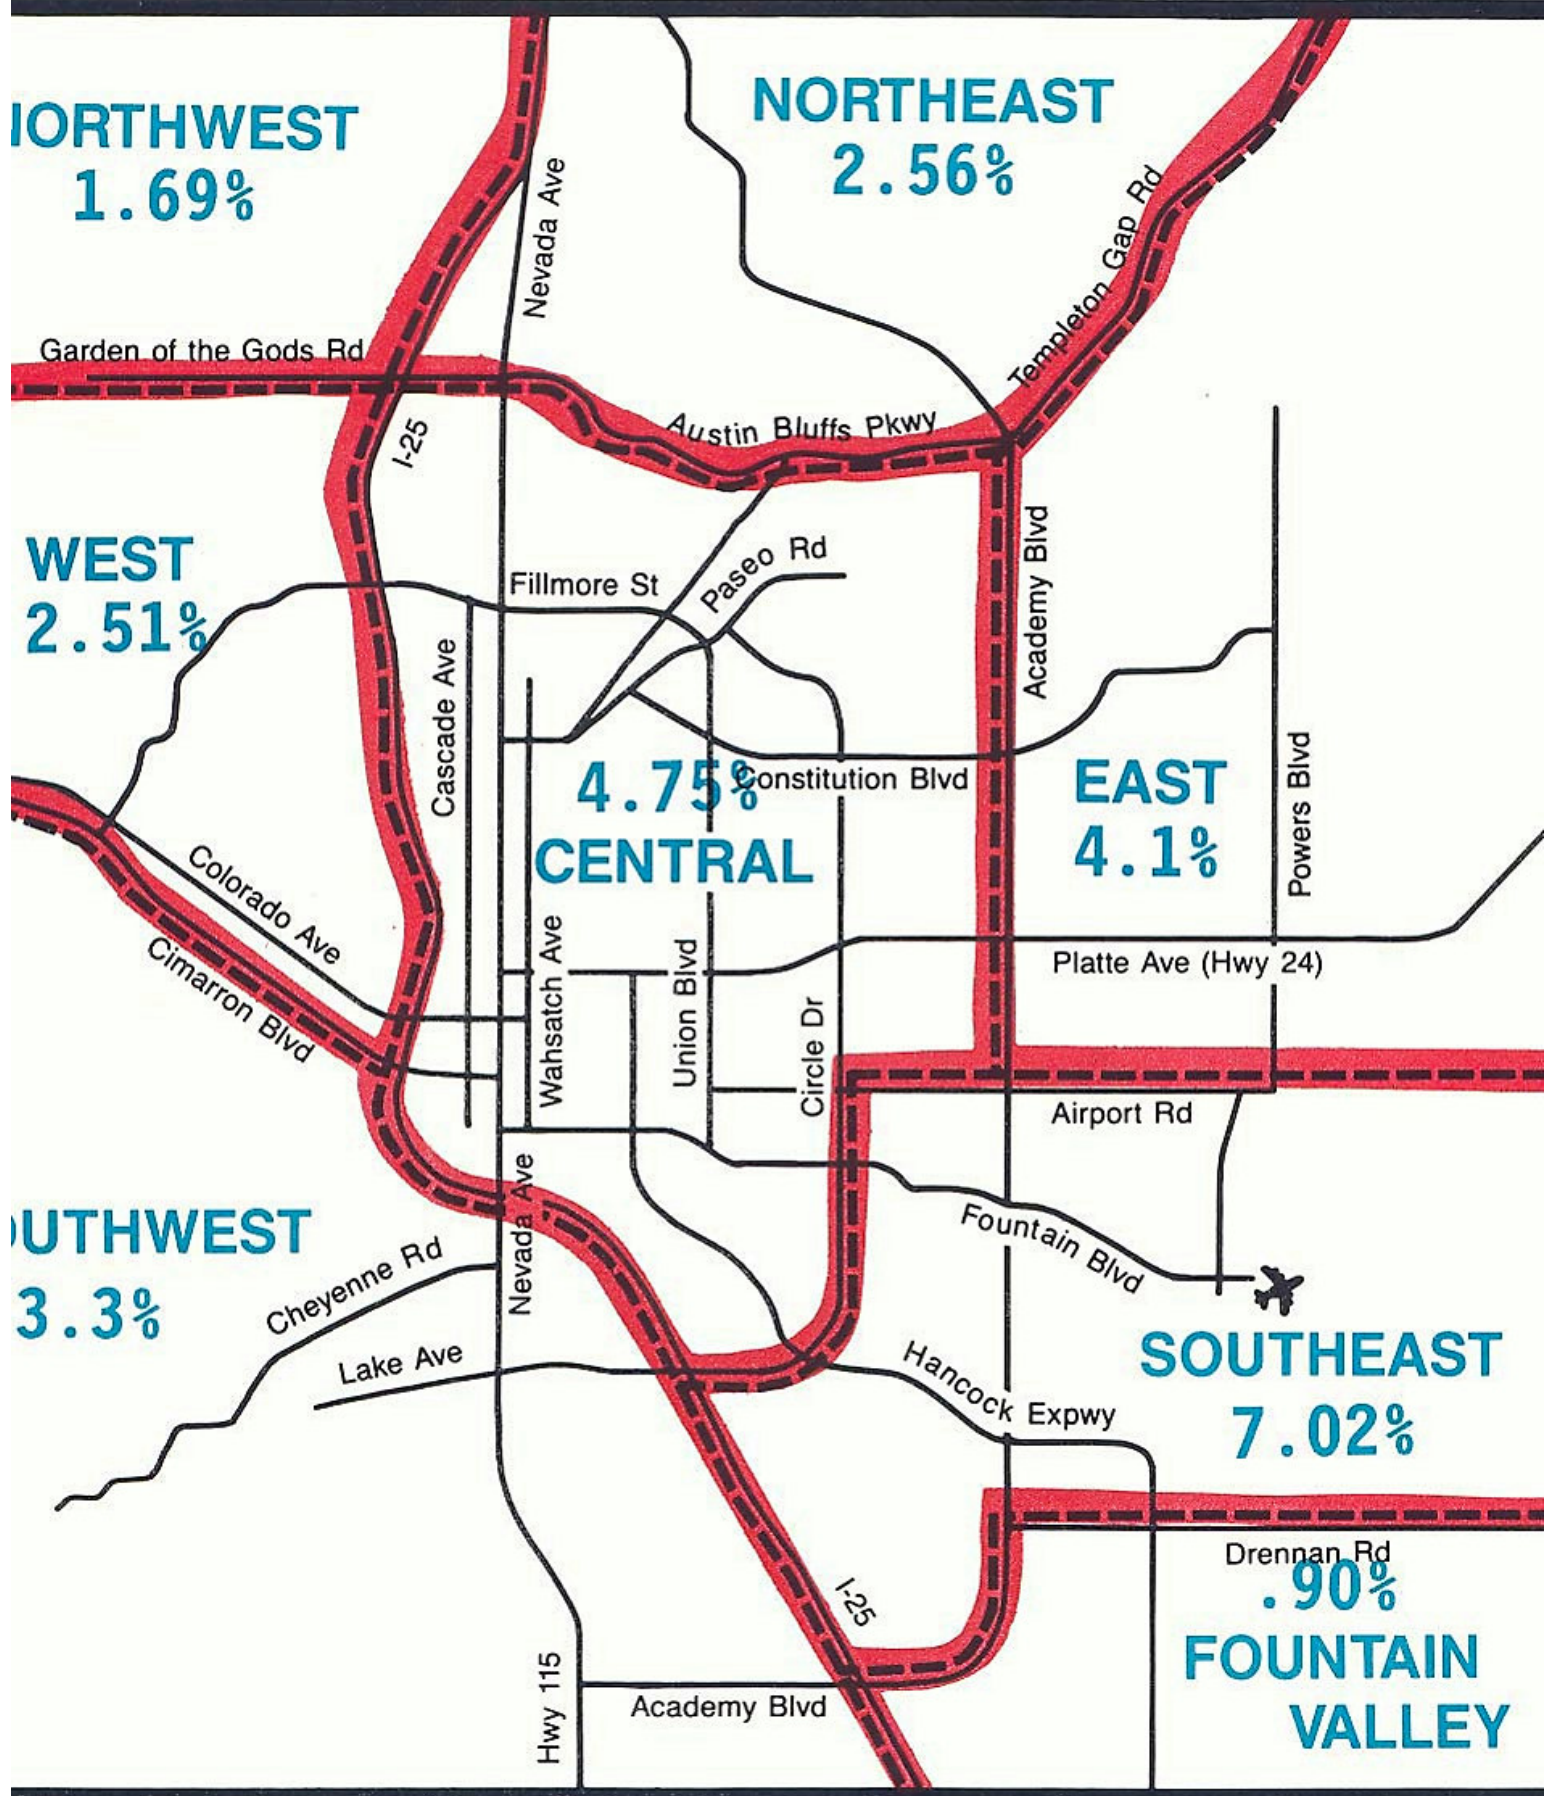 NORTHEAST
2.56%
IORTHWEST
1.69%
Nevada Ave
Templeton Gap Rd
Garden of the Gods Rd
I-25
Austin Bluffs Pkwy
WEST
2.51%
Fillmore St
Paseo Rd
Academy Blvd
Cascade Ave
4.75%
Constitution Blvd
CENTRAL
EAST
4.1%
Powers Blvd
Colorado Ave
Cimarron Blvd
Wahsatch Ave
Union Blvd
Circle Dr
Platte Ave (Hwy 24)
Airport Rd
OUTHWEST
3.3%
Nevada Ave
Cheyenne Rd
Lake Ave
Fountain Blvd
Hancock Expwy
SOUTHEAST
7.02%
Drennan Rd
.90%
FOUNTAIN
VALLEY
I-25
Hwy 115
Academy Blvd